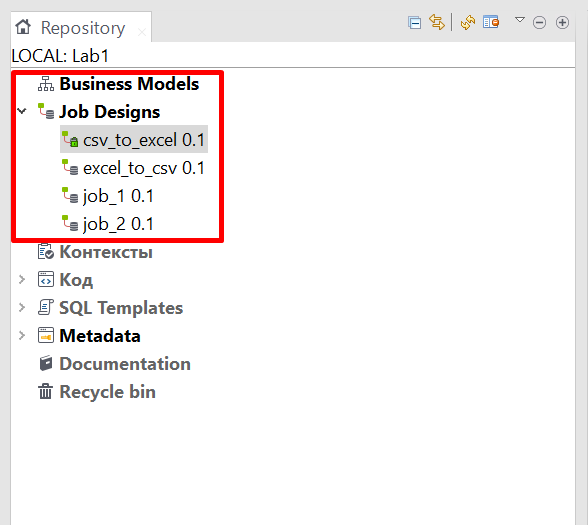 Repository
LOCAL: Lab1
Business Models
Job Designs
csv_to_excel 0.1
excel_to_csv 0.1
job_1 0.1
job_2 0.1
Контексты
Код
SQL Templates
Metadata
Documentation
Recycle bin